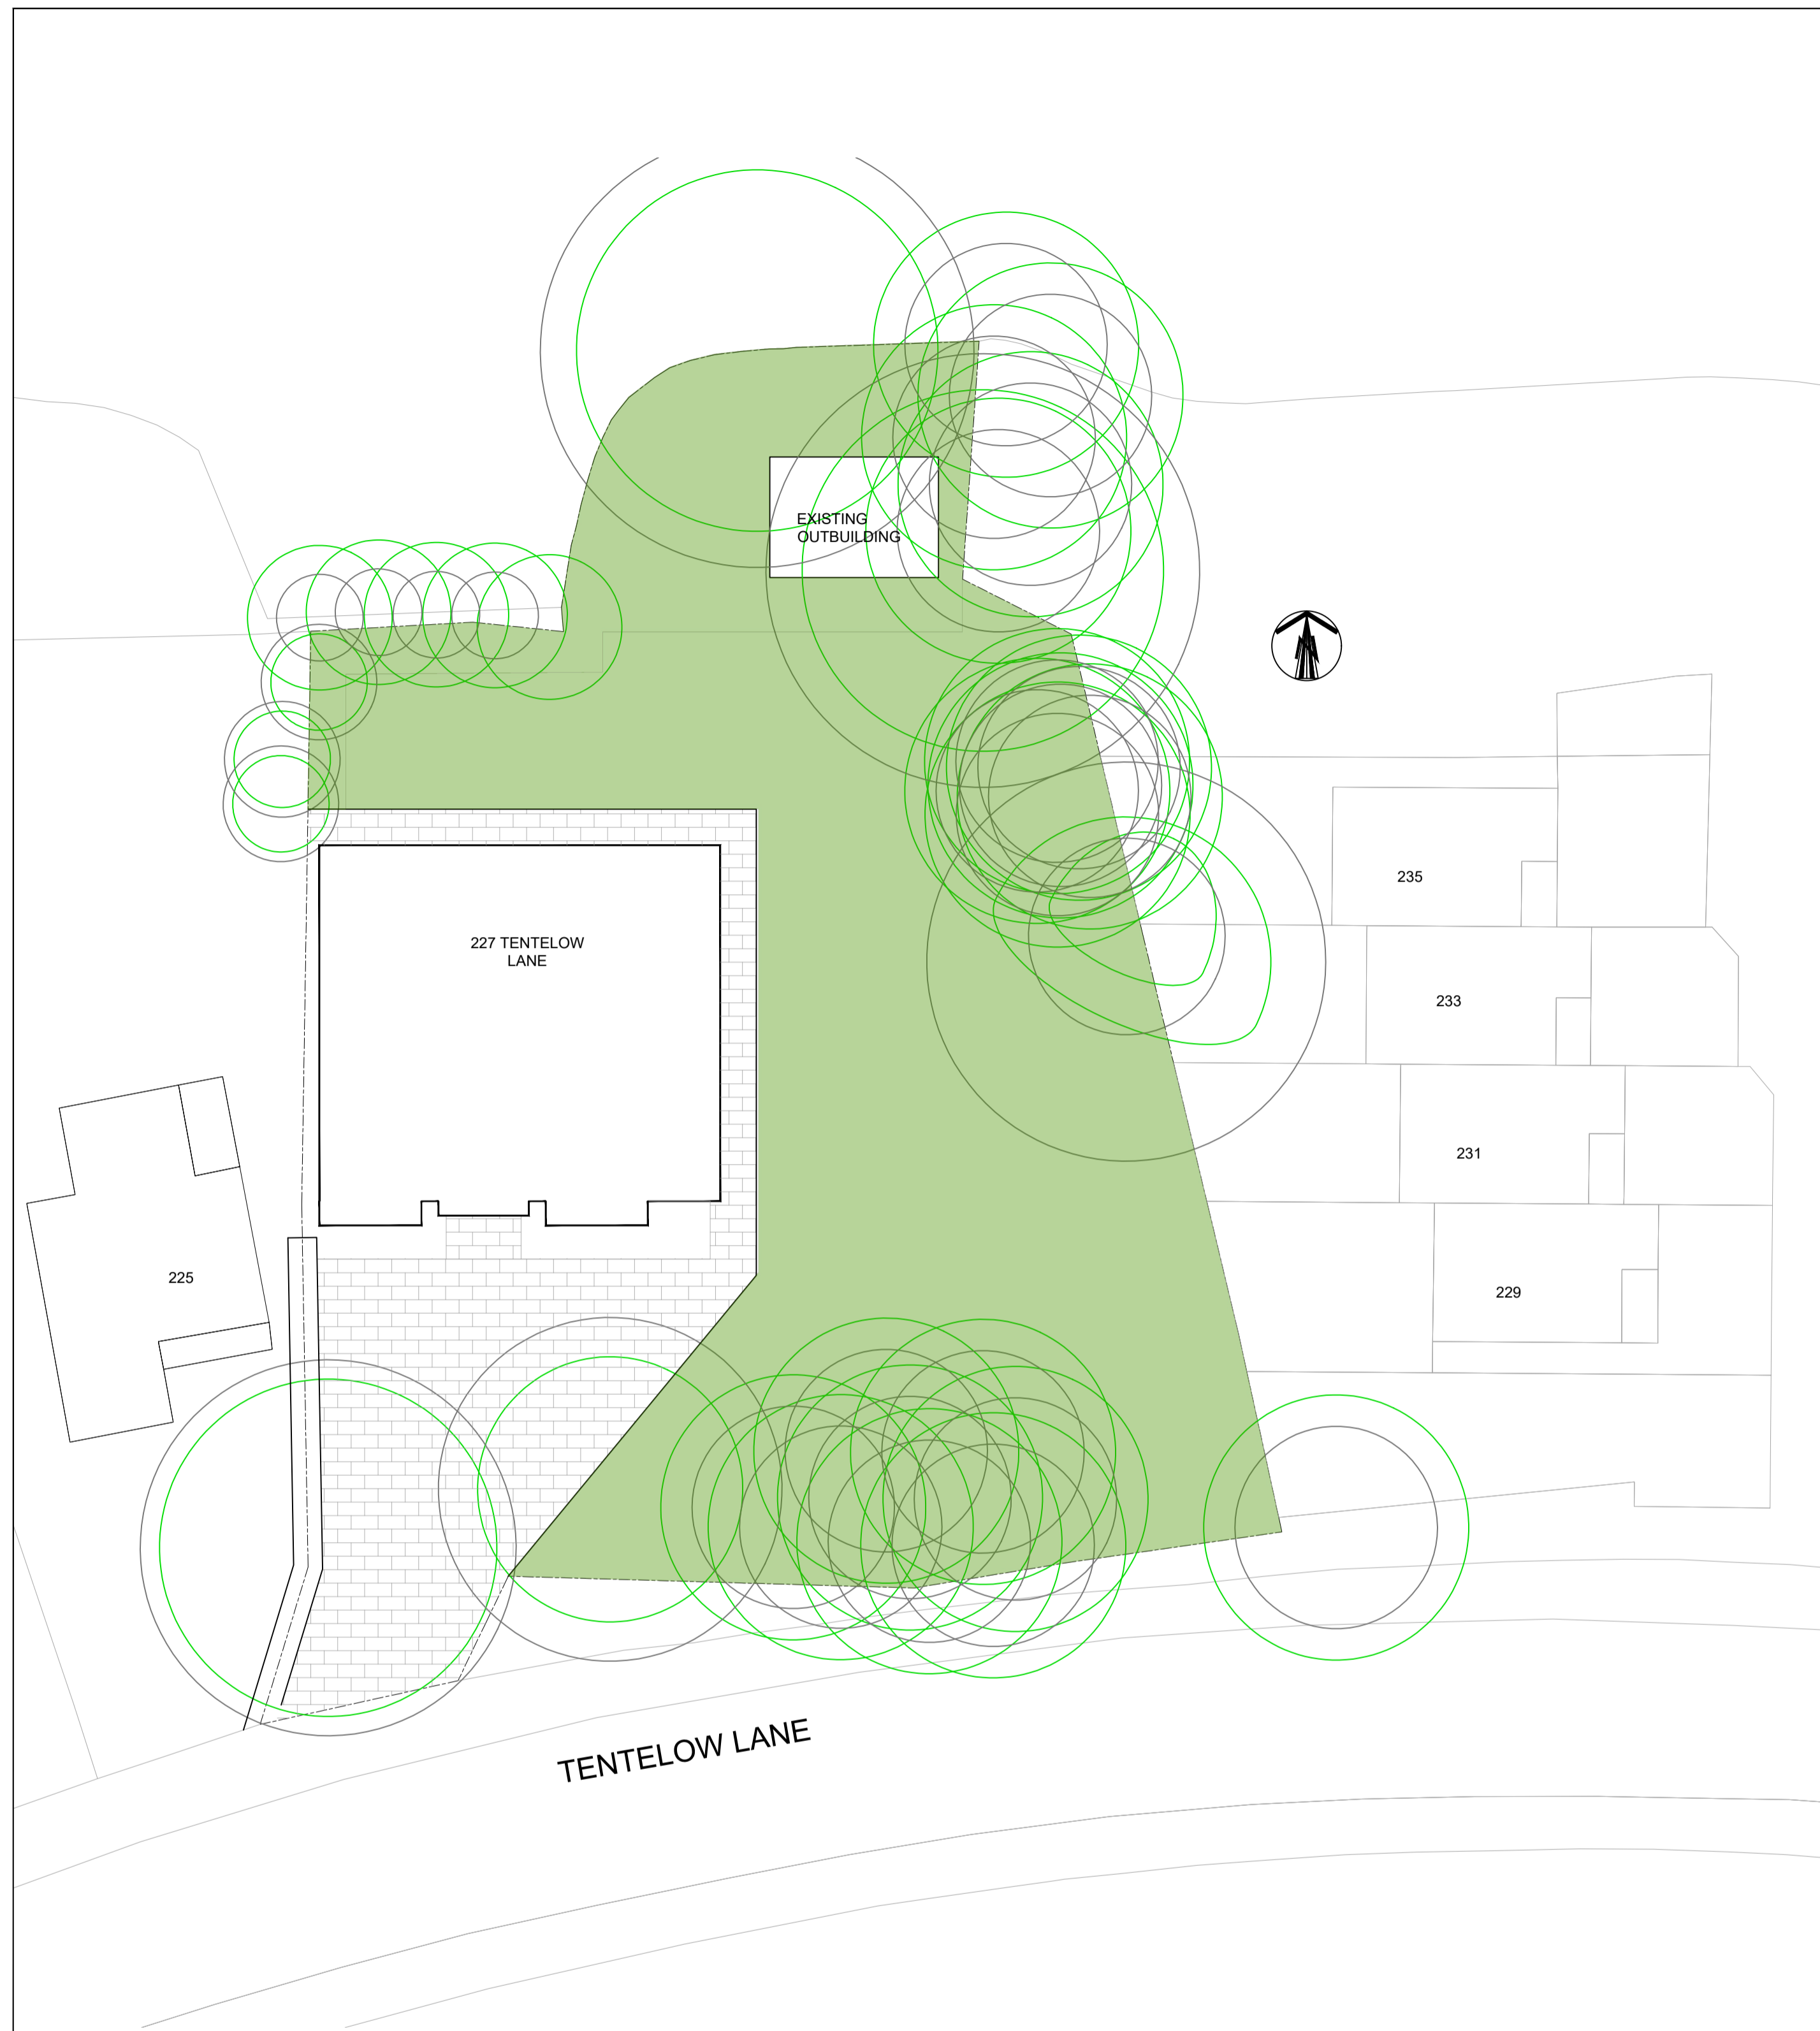 EXISTING
OUTBUILDING
N
235
227 TENTELOW
LANE
233
231
225
229
TENTELOW LANE